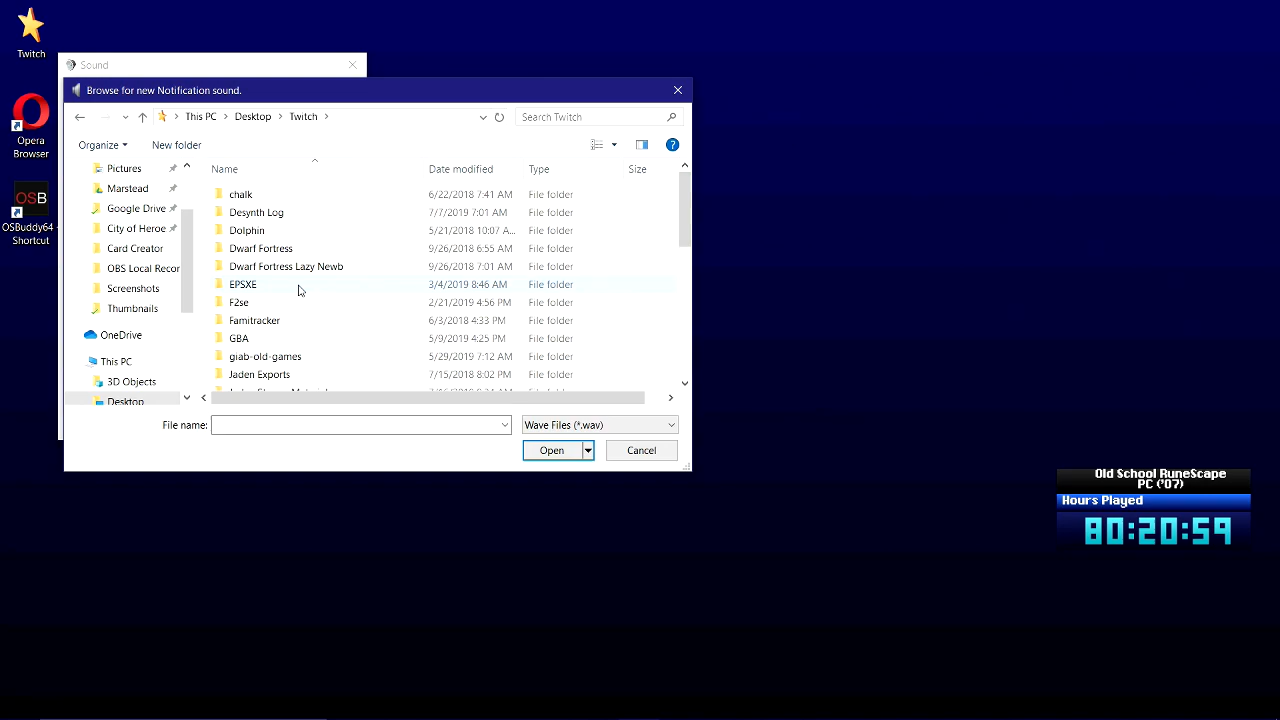 Twitch
Opera
Browser
OSB
OSBuddy64 -
Shortcut
Sound
Browse for new Notification sound.
This PC > Desktop > Twitch >
Search Twitch
Organize
New folder
Pictures
Marstead
Google Drive
City of Heroe
Card Creator
OBS Local Recor
Screenshots
Thumbnails
OneDrive
This PC
3D Objects
Desktop
Name Date modified Type Size
chalk 6/22/2018 7:41 AM File folder
Desynth Log 7/7/2019 7:01 AM File folder
Dolphin 5/21/2018 10:07 A... File folder
Dwarf Fortress 9/26/2018 6:55 AM File folder
Dwarf Fortress Lazy Newb 9/26/2018 7:01 AM File folder
EPSXE 3/4/2019 8:46 AM File folder
F2se 2/21/2019 4:56 PM File folder
Famitracker 6/3/2018 4:33 PM File folder
GBA 5/9/2019 4:25 PM File folder
giab-old-games 5/29/2019 7:12 AM File folder
Jaden Exports 7/15/2018 8:02 PM File folder
File name:
Wave Files (*.wav)
Open
Cancel
Old School RuneScape
PC ('07)
Hours Played
80:20:59